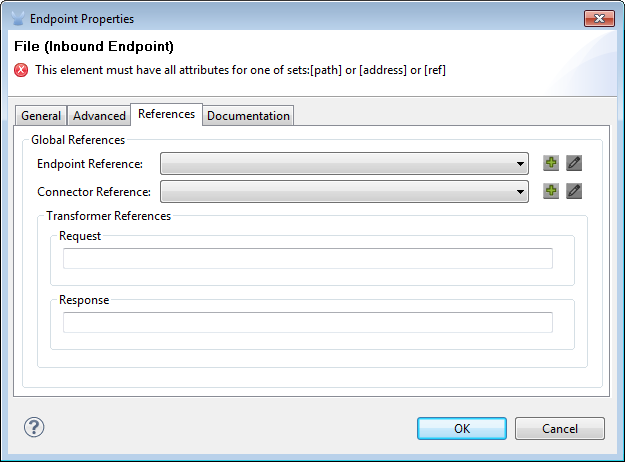 Endpoint Properties
File (Inbound Endpoint)
This element must have all attributes for one of sets:[path] or [address] or [ref]
General Advanced References Documentation
Global References
Endpoint Reference:
Connector Reference:
Transformer References
Request
Response
?
OK Cancel